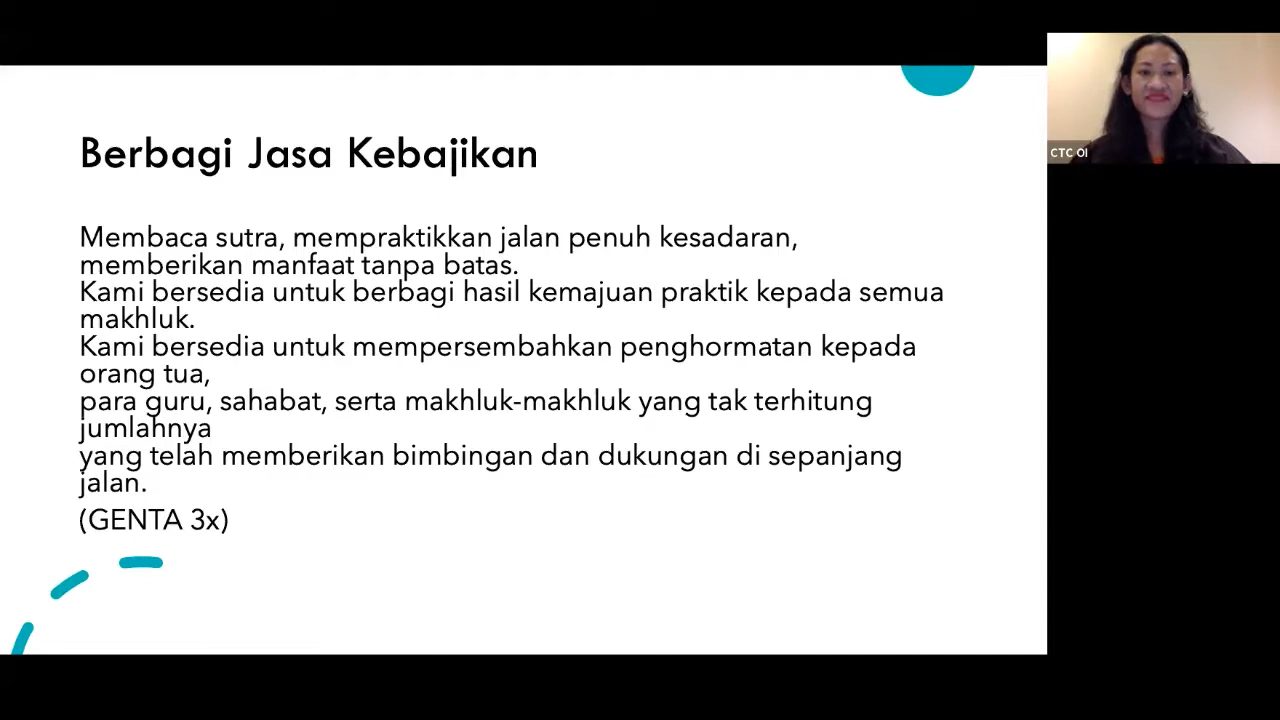 Berbagi Jasa Kebajikan
Membaca sutra, mempraktikkan jalan penuh kesadaran,
memberikan manfaat tanpa batas.
Kami bersedia untuk berbagi hasil kemajuan praktik kepada semua
makhluk.
Kami bersedia untuk mempersembahkan penghormatan kepada
orang tua,
para guru, sahabat, serta makhluk-makhluk yang tak terhitung
jumlahnya
yang telah memberikan bimbingan dan dukungan di sepanjang
jalan.
(GENTA 3x)
CTC OI